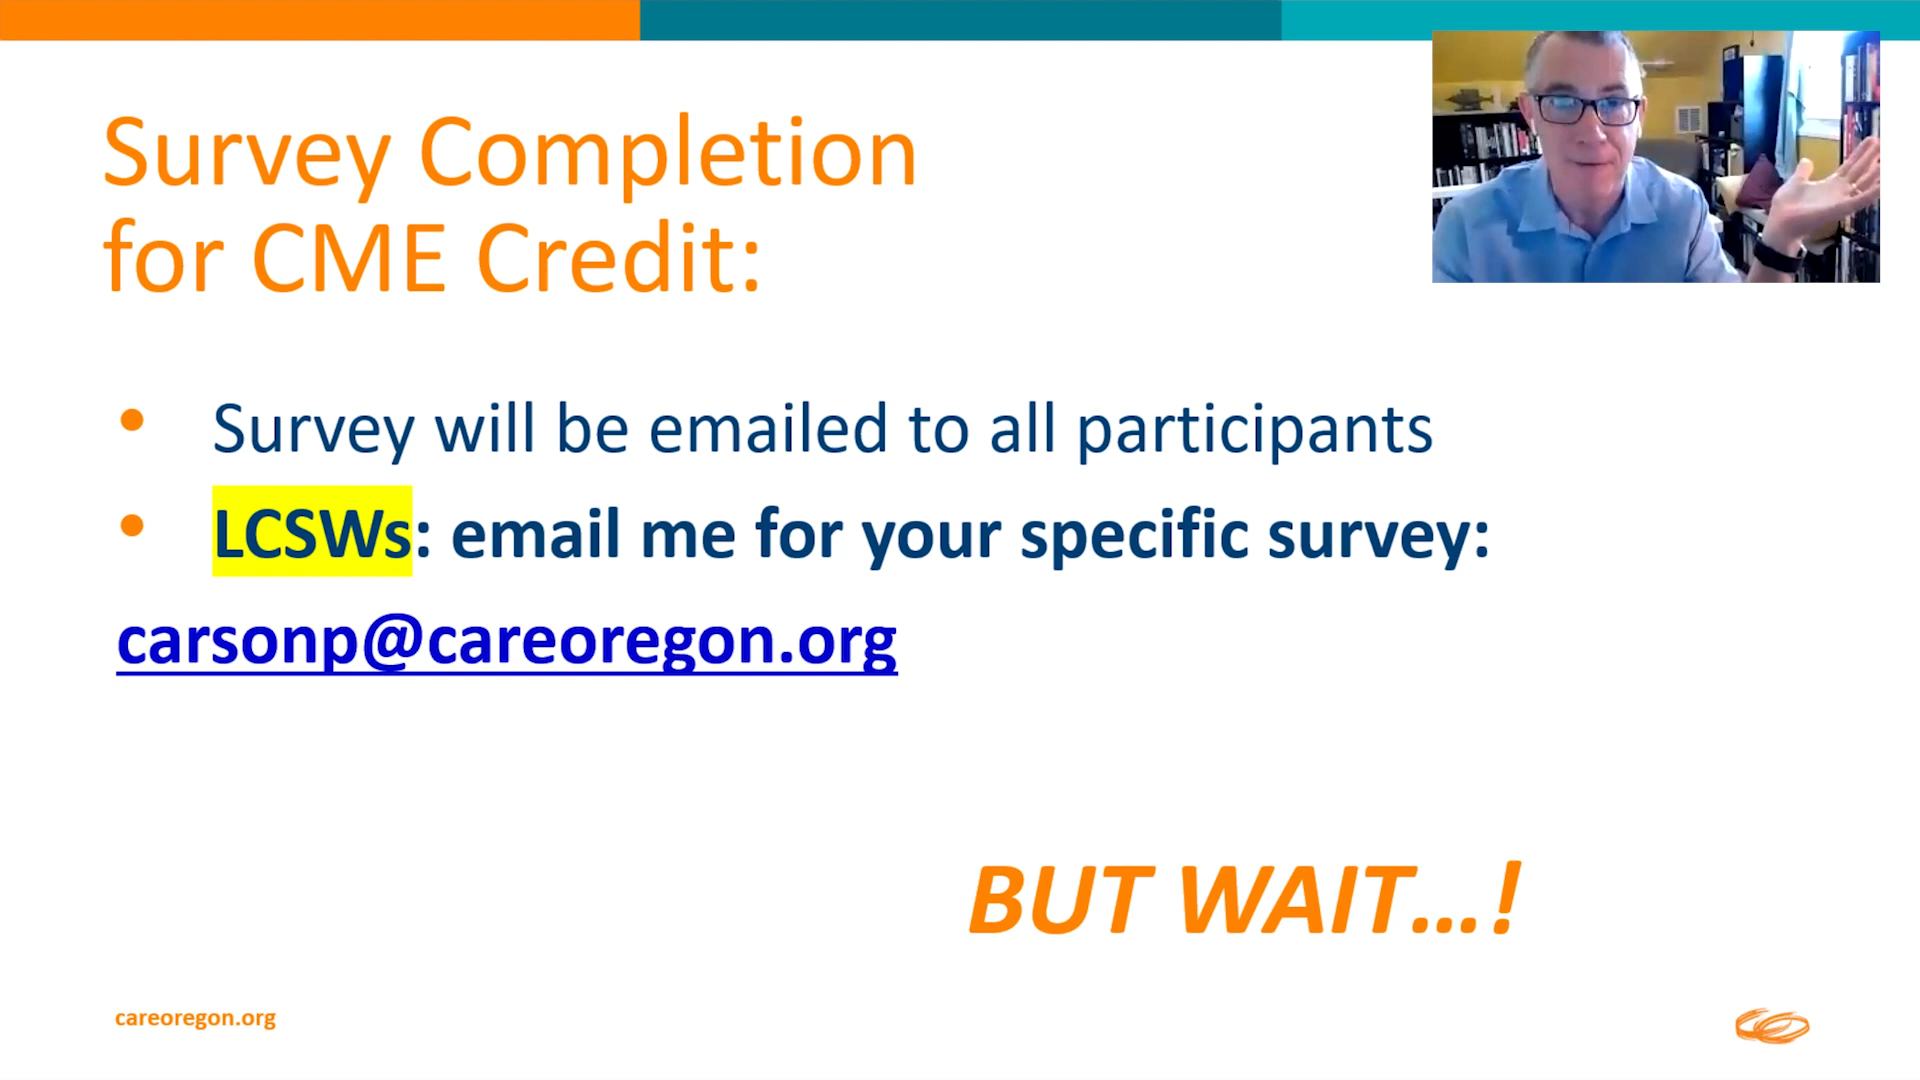 Survey Completion
for CME Credit:
• Survey will be emailed to all participants
• LCSWs: email me for your specific survey:
carsonp@careoregon.org
BUT WAIT...!
careoregon.org